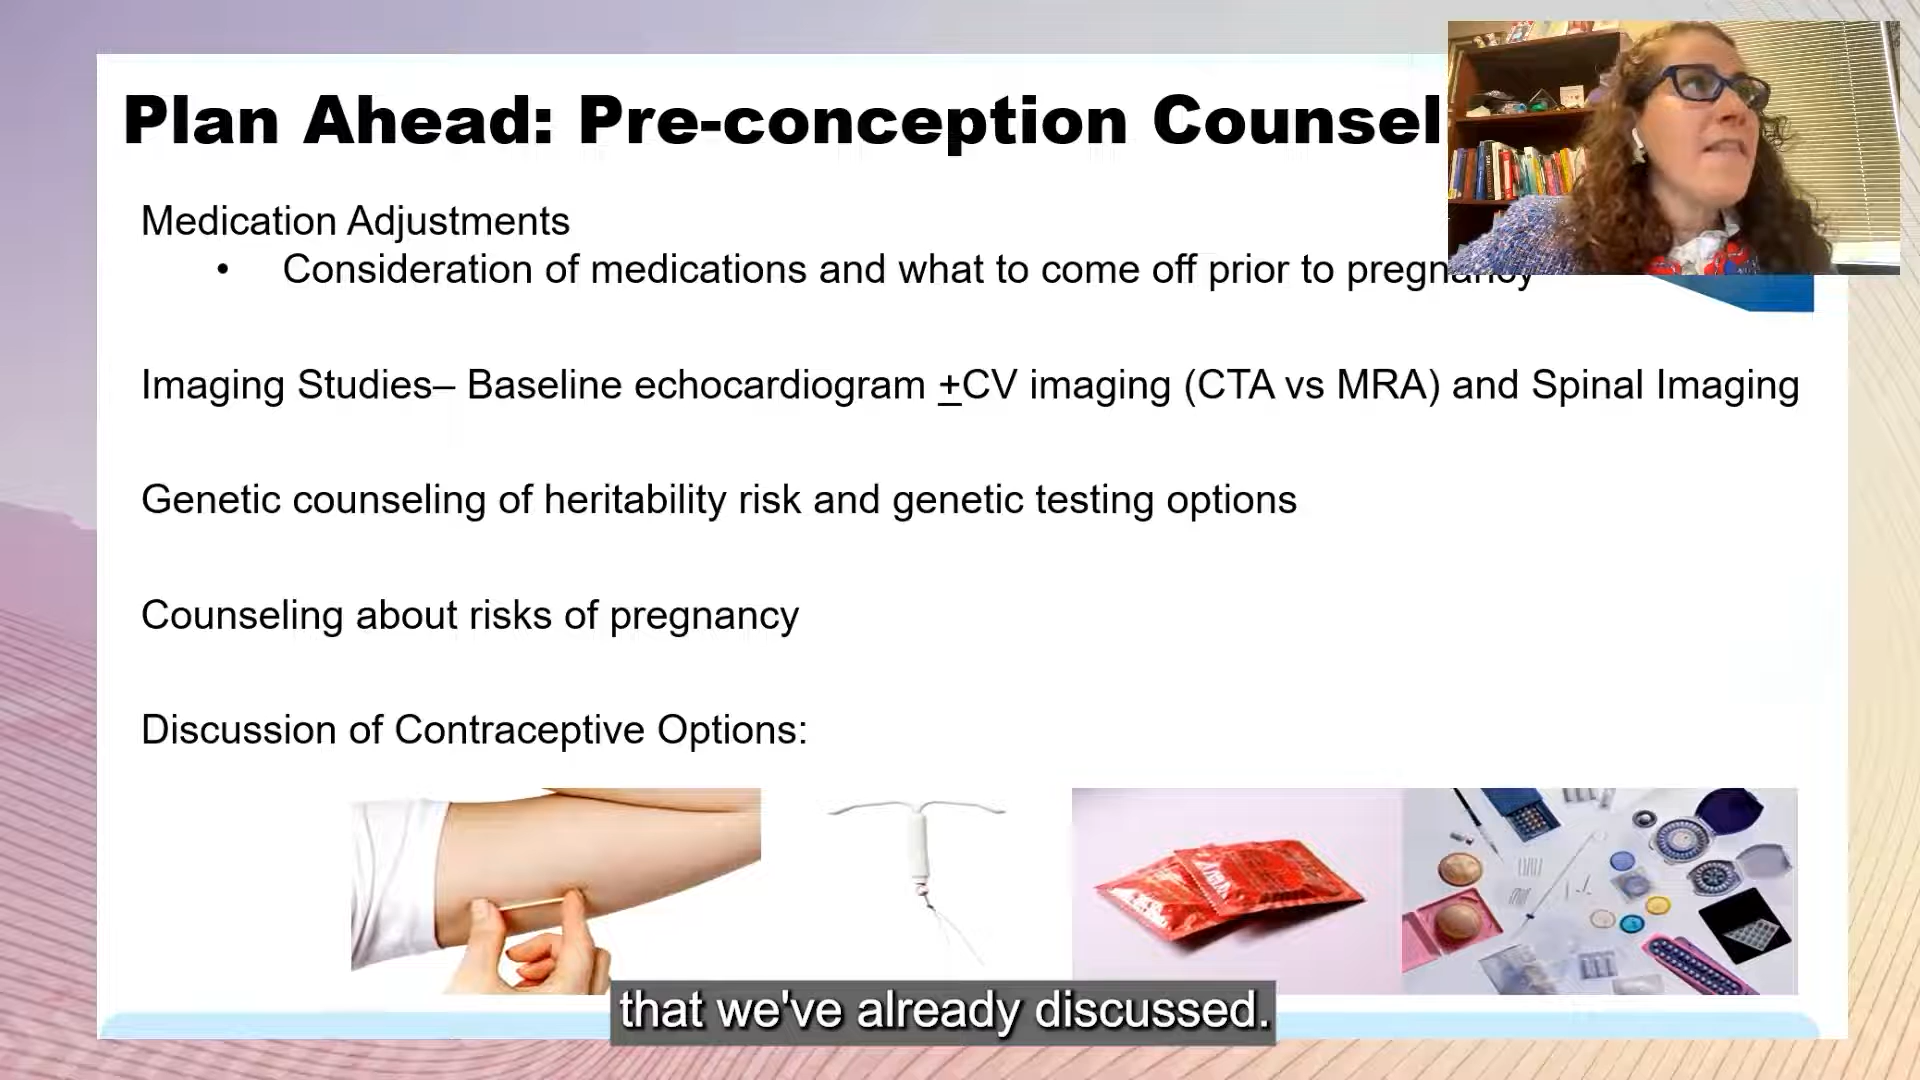 Plan Ahead: Pre-conception Counsel
Medication Adjustments
• Consideration of medications and what to come off prior to pregnancy
Imaging Studies– Baseline echocardiogram +CV imaging (CTA vs MRA) and Spinal Imaging
Genetic counseling of heritability risk and genetic testing options
Counseling about risks of pregnancy
Discussion of Contraceptive Options:
that we've already discussed.